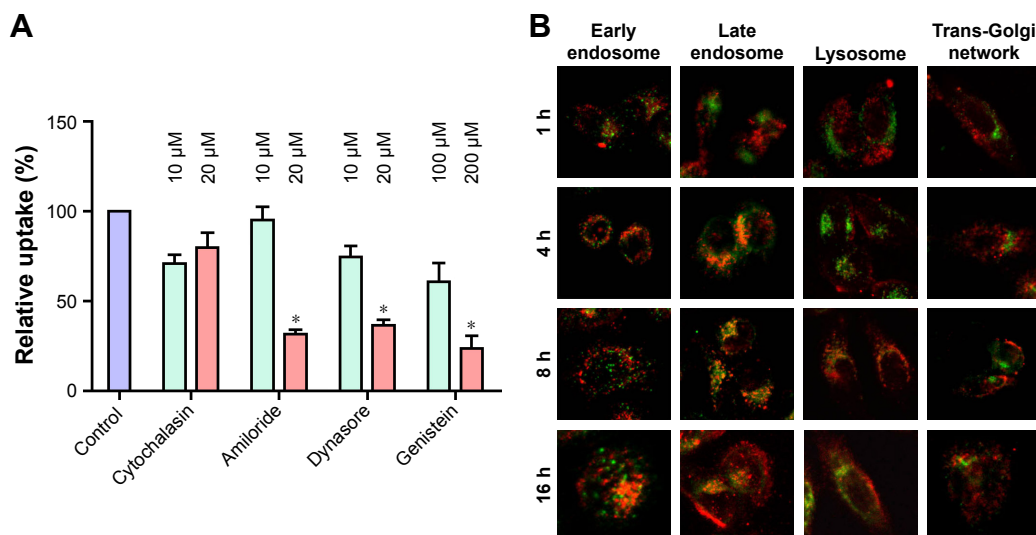 A
Relative uptake (%)
150
100
50
0
10 µM
20 µM
10 µM
20 µM
10 µM
20 µM
100 µM
200 µM
*
*
*
Control
Cytochalasin
Amiloride
Dynasore
Genistein
B
Early
endosome
Late
endosome
Lysosome
Trans-Golgi
network
1 h
4 h
8 h
16 h